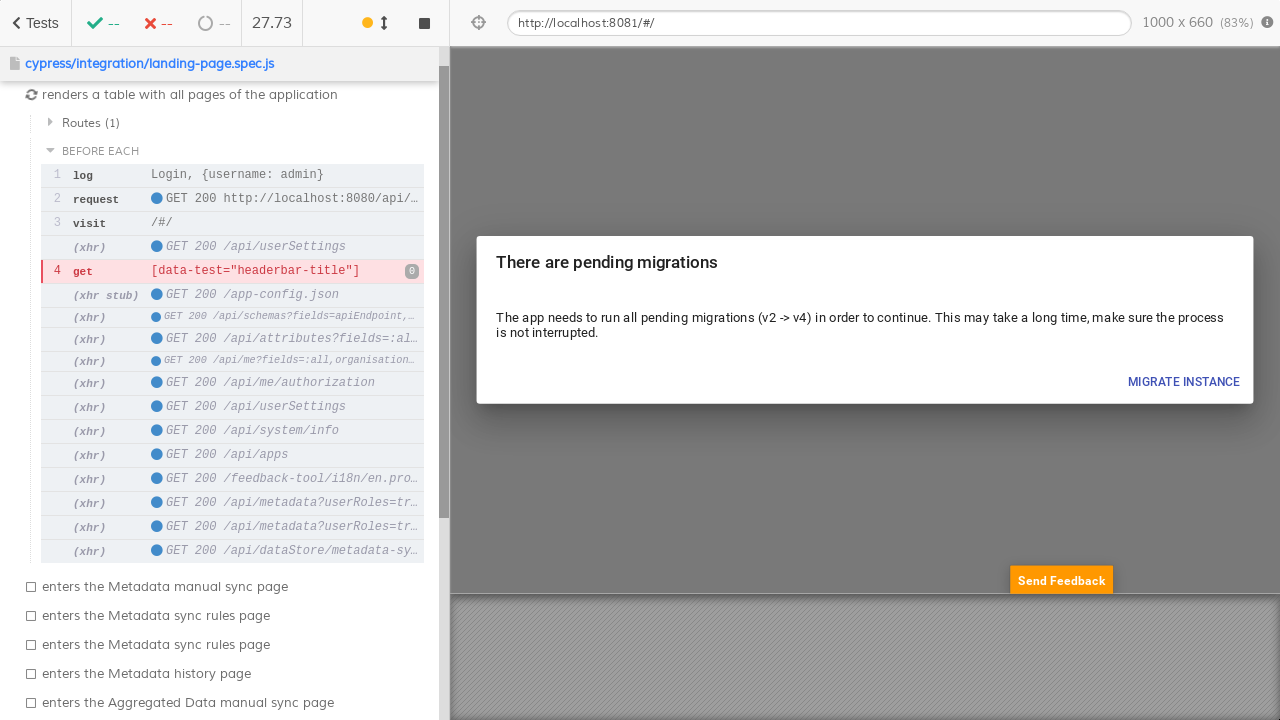 Tests
--
--
--
27.73
http://localhost:8081/#/
1000 x 660 (83%)
cypress/integration/landing-page.spec.js
renders a table with all pages of the application
Routes (1)
BEFORE EACH
1 log Login, {username: admin}
2 request GET 200 http://localhost:8080/api/…
3 visit /#/
(xhr) GET 200 /api/userSettings
4 get [data-test="headerbar-title"] 0
(xhr stub) GET 200 /app-config.json
(xhr) GET 200 /api/schemas?fields=apiEndpoint,…
(xhr) GET 200 /api/attributes?fields=:al…
(xhr) GET 200 /api/me?fields=:all,organisation…
(xhr) GET 200 /api/me/authorization
(xhr) GET 200 /api/userSettings
(xhr) GET 200 /api/system/info
(xhr) GET 200 /api/apps
(xhr) GET 200 /feedback-tool/i18n/en.pro…
(xhr) GET 200 /api/metadata?userRoles=tr…
(xhr) GET 200 /api/metadata?userRoles=tr…
(xhr) GET 200 /api/dataStore/metadata-sy…
enters the Metadata manual sync page
enters the Metadata sync rules page
enters the Metadata sync rules page
enters the Metadata history page
enters the Aggregated Data manual sync page
There are pending migrations
The app needs to run all pending migrations (v2 -> v4) in order to continue. This may take a long time, make sure the process
is not interrupted.
MIGRATE INSTANCE
Send Feedback